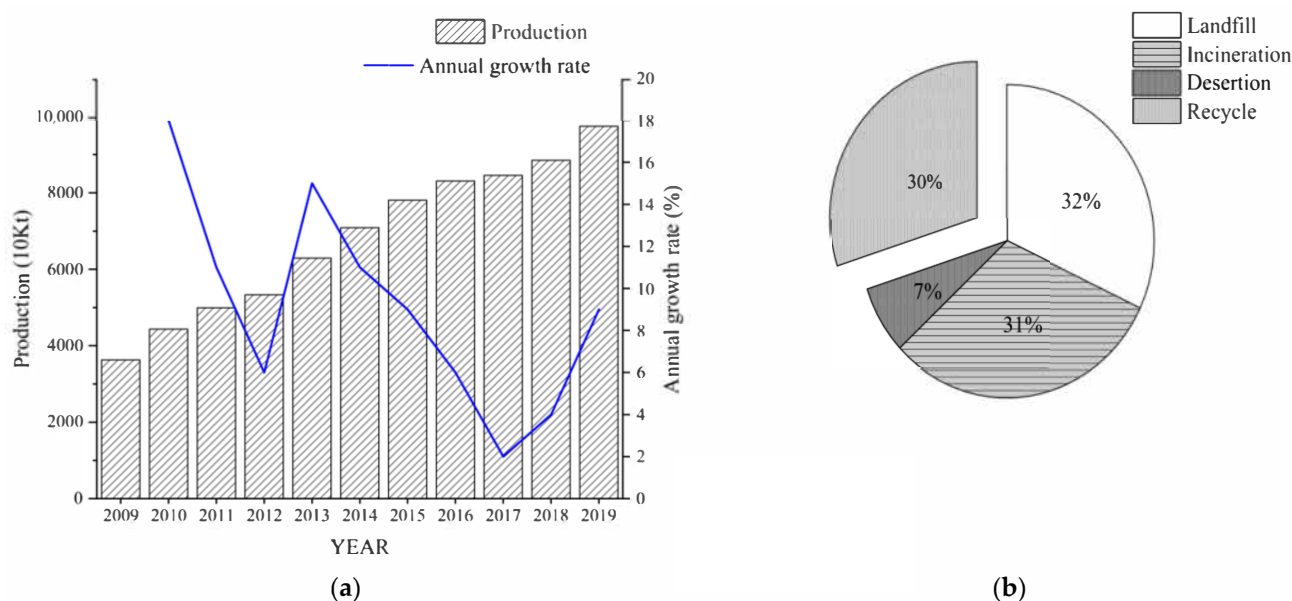 Production
Annual growth rate
Production (10Kt)
10,000
8000
6000
4000
2000
0
20
18
16
14
12
10
8
6
4
2
0
Annual growth rate (%)
2009 2010 2011 2012 2013 2014 2015 2016 2017 2018 2019
YEAR
(a)
Landfill
Incineration
Desertion
Recycle
30%
32%
7%
31%
(b)